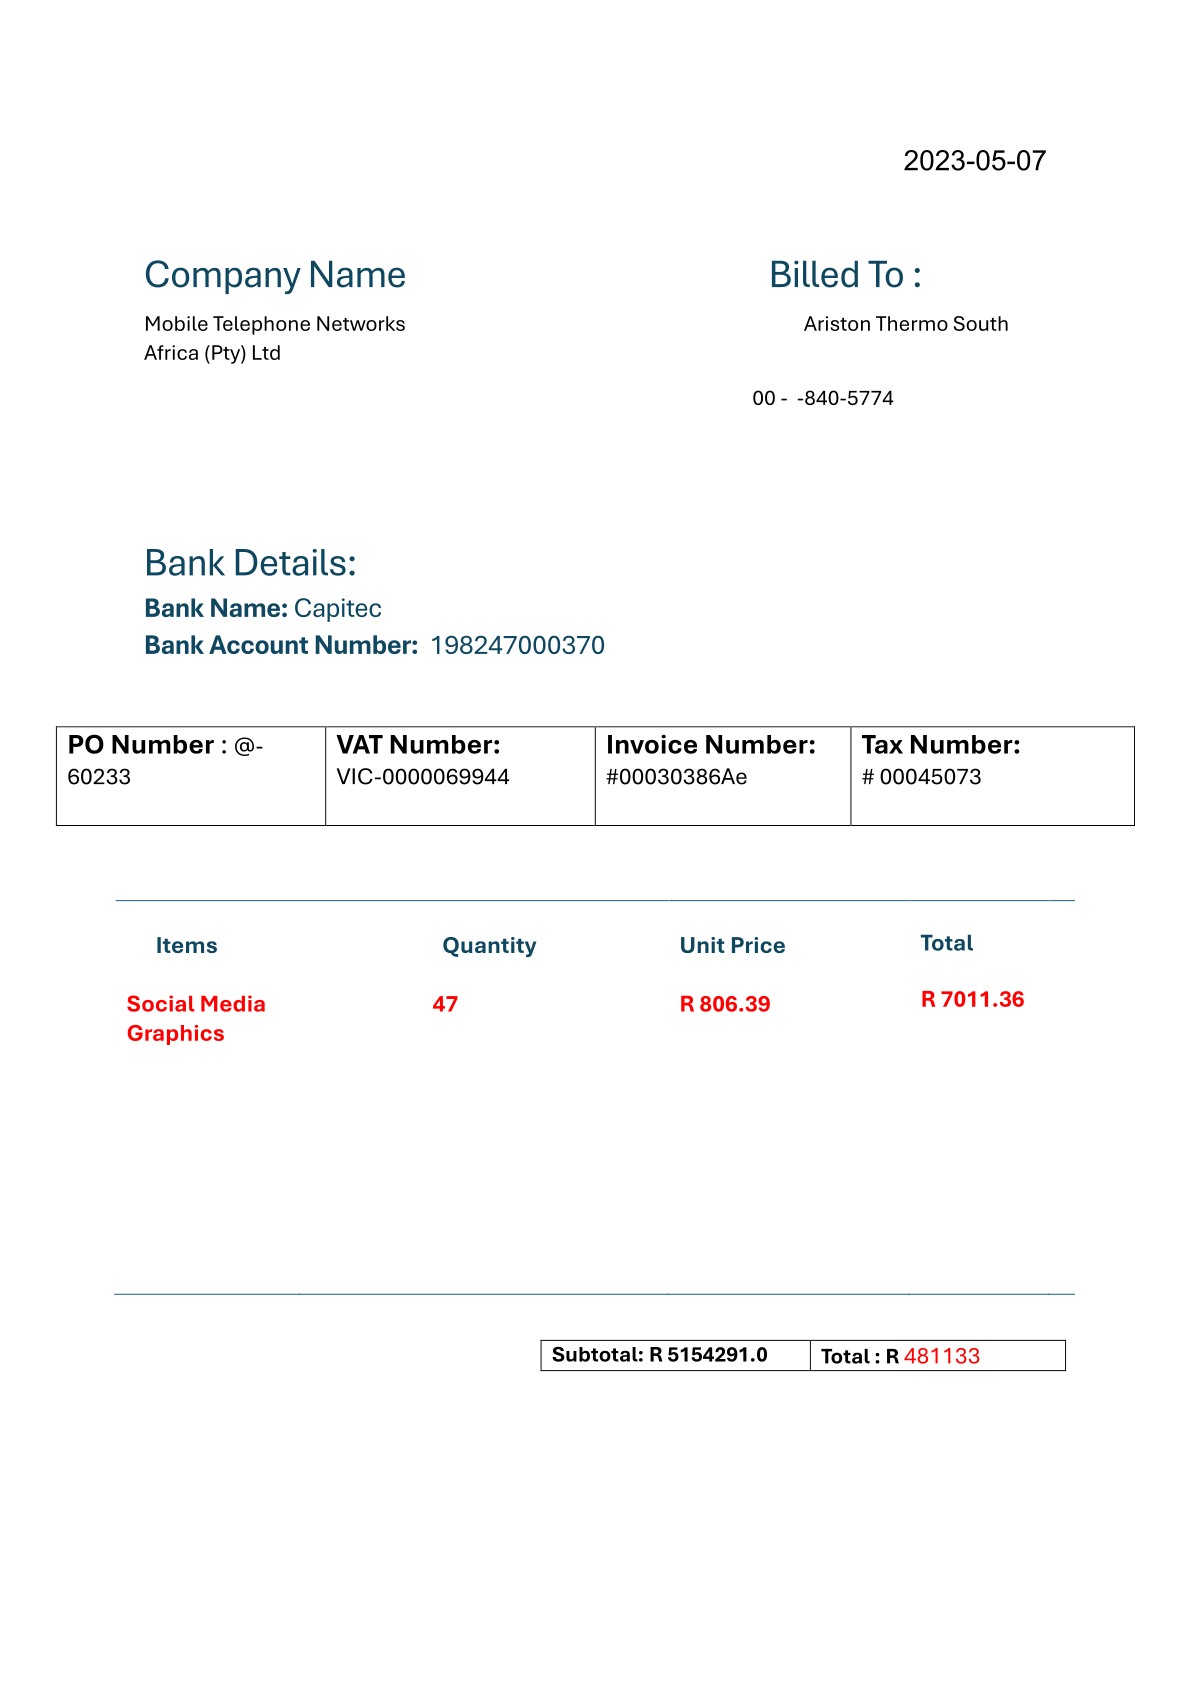 2023-05-07
Company Name
Billed To :
Mobile Telephone Networks
Africa (Pty) Ltd
Ariston Thermo South
00 -  -840-5774
Bank Details:
Bank Name: Capitec
Bank Account Number:  198247000370
PO Number : @-
60233
VAT Number:
VIC-0000069944
Invoice Number:
#00030386Ae
Tax Number:
# 00045073
Items Quantity Unit Price Total
Social Media 47 R 806.39 R 7011.36
Graphics
Subtotal: R 5154291.0 Total : R 481133